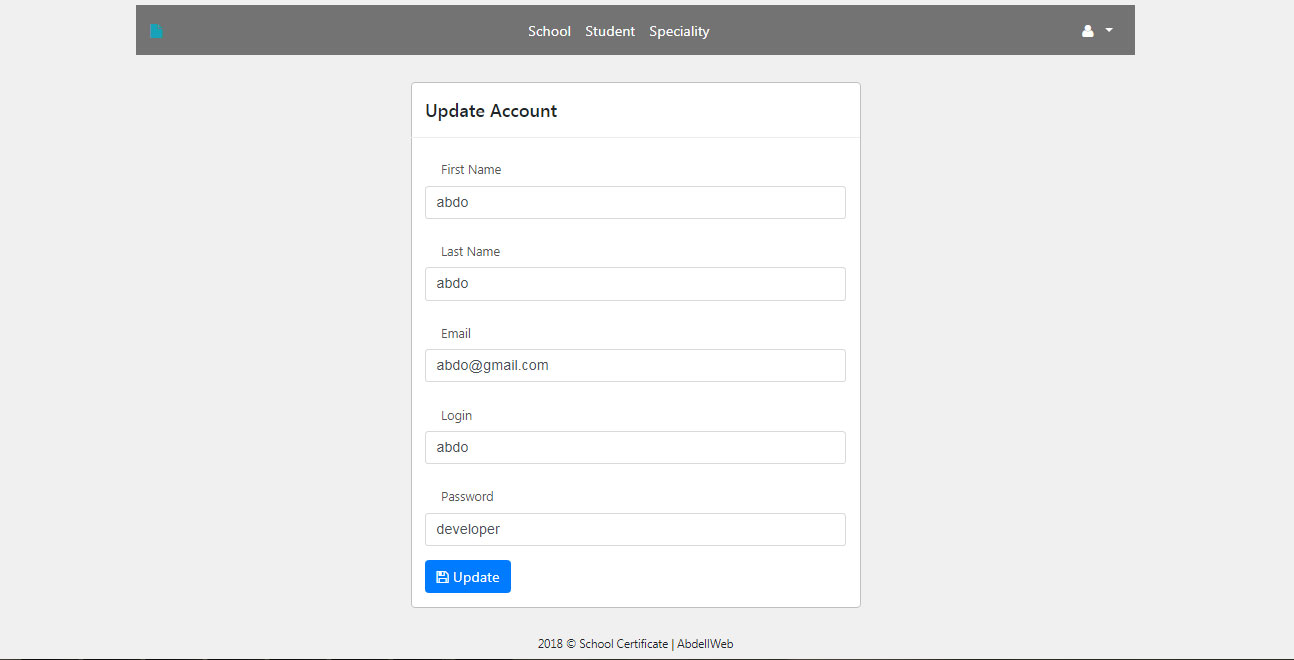 School Student Speciality
Update Account
First Name
abdo
Last Name
abdo
Email
abdo@gmail.com
Login
abdo
Password
developer
Update
2018 © School Certificate | AbdellWeb